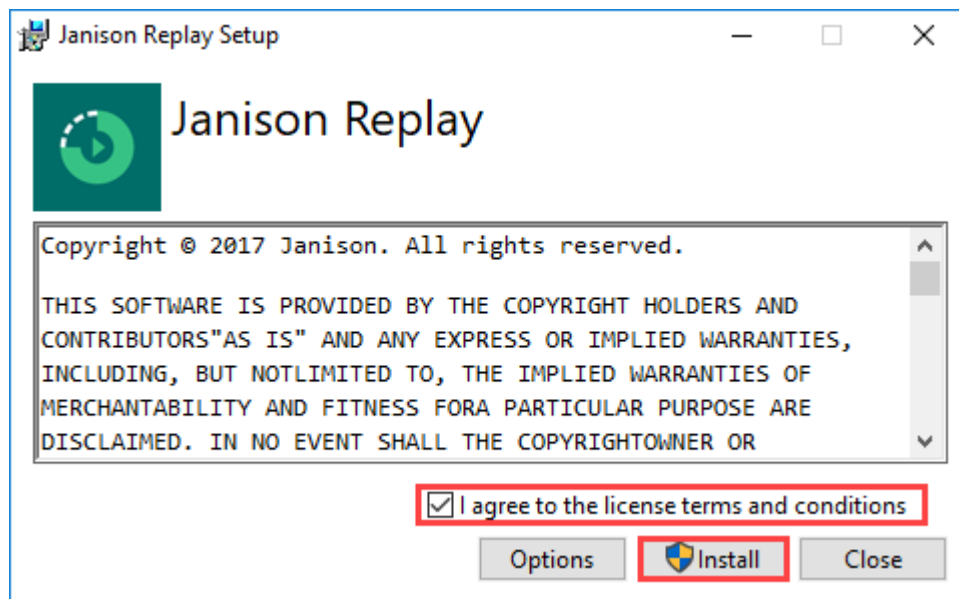 Janison Replay Setup
Janison Replay
Copyright © 2017 Janison. All rights reserved.
THIS SOFTWARE IS PROVIDED BY THE COPYRIGHT HOLDERS AND
CONTRIBUTORS"AS IS" AND ANY EXPRESS OR IMPLIED WARRANTIES,
INCLUDING, BUT NOTLIMITED TO, THE IMPLIED WARRANTIES OF
MERCHANTABILITY AND FITNESS FORA PARTICULAR PURPOSE ARE
DISCLAIMED. IN NO EVENT SHALL THE COPYRIGHTOWNER OR
I agree to the license terms and conditions
Options Install Close